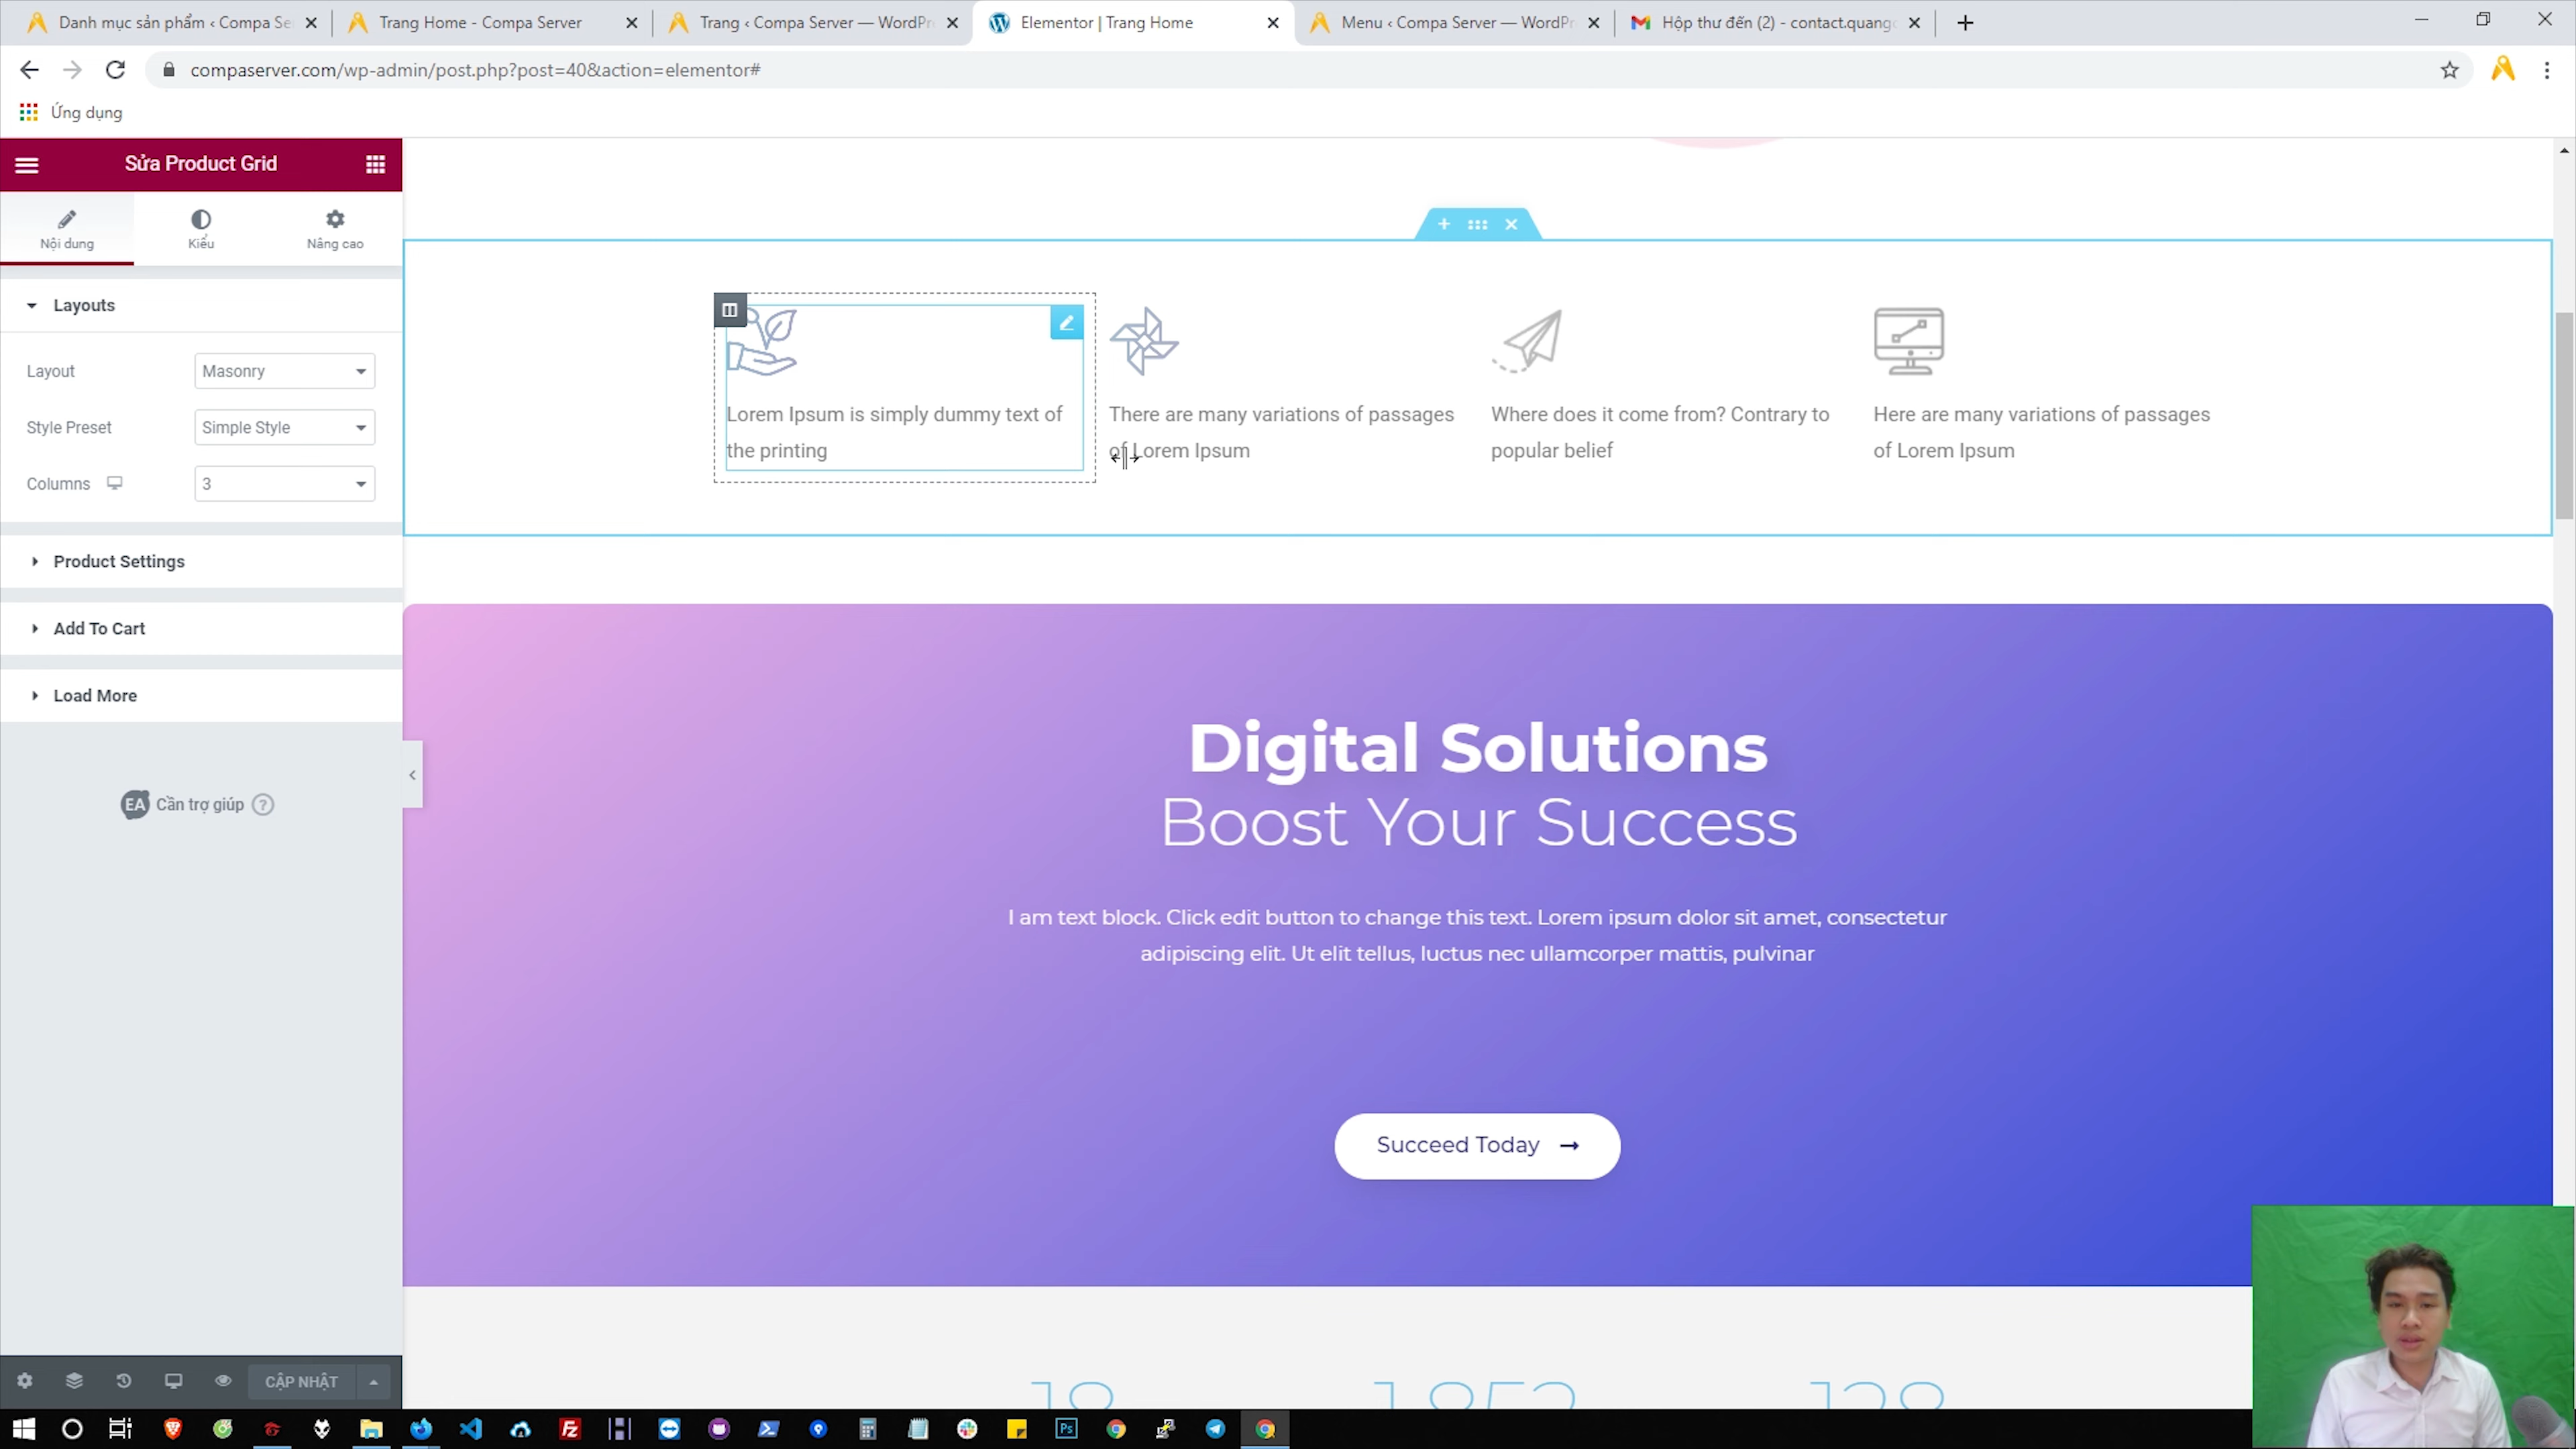 Danh mục sản phẩm ‹ Compa Se
Trang Home - Compa Server
Trang ‹ Compa Server — WordPr
Elementor | Trang Home
Menu ‹ Compa Server — WordPr
Hộp thư đến (2) - contact.quang
compaserver.com/wp-admin/post.php?post=40&action=elementor#
Ứng dụng
Sửa Product Grid
Nội dung
Kiểu
Nâng cao
Layouts
Layout
Masonry
Style Preset
Simple Style
Columns
3
Product Settings
Add To Cart
Load More
EA Cần trợ giúp ?
CẬP NHẬT
Lorem Ipsum is simply dummy text of
the printing
There are many variations of passages
of Lorem Ipsum
Where does it come from? Contrary to
popular belief
Here are many variations of passages
of Lorem Ipsum
Digital Solutions
Boost Your Success
I am text block. Click edit button to change this text. Lorem ipsum dolor sit amet, consectetur
adipiscing elit. Ut elit tellus, luctus nec ullamcorper mattis, pulvinar
Succeed Today
Fz
Ps